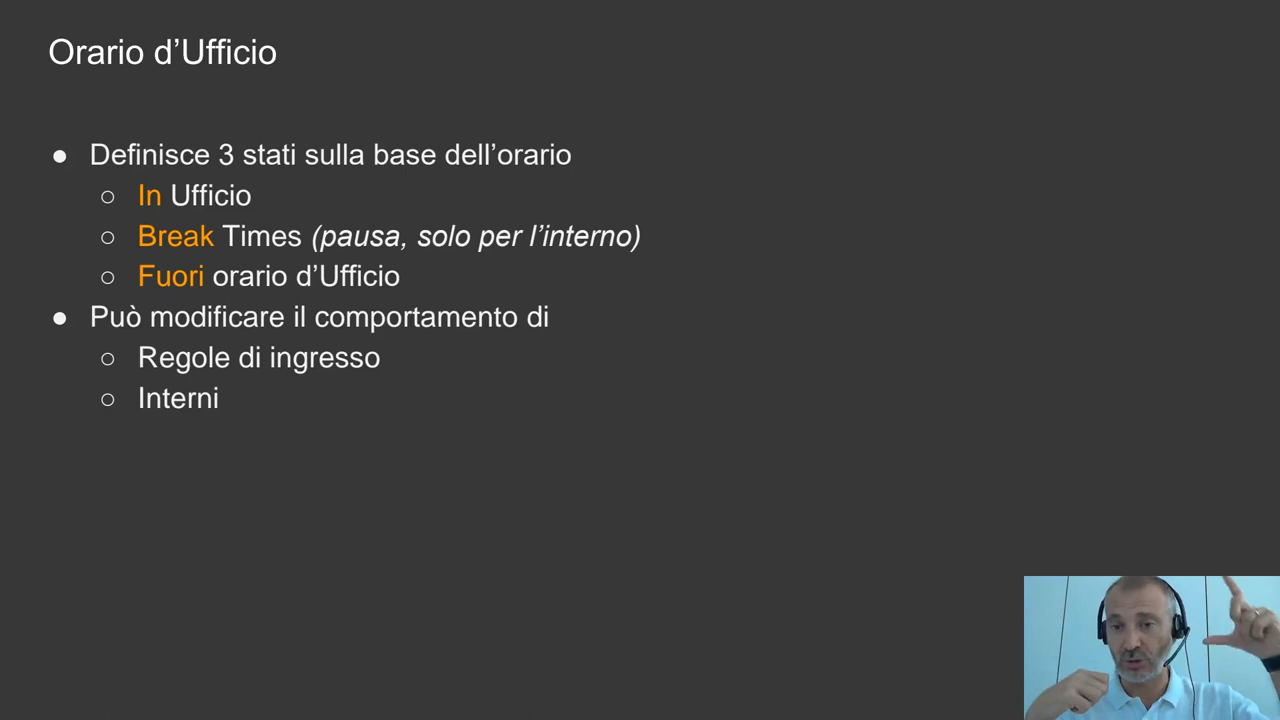 Orario d’Ufficio
● Definisce 3 stati sulla base dell’orario
○ In Ufficio
○ Break Times (pausa, solo per l’interno)
○ Fuori orario d’Ufficio
● Può modificare il comportamento di
○ Regole di ingresso
○ Interni